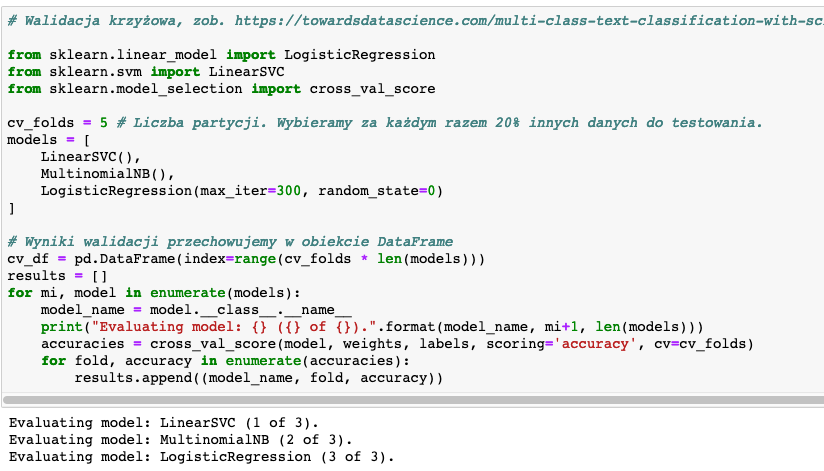 # Walidacja krzyżowa, zob. https://towardsdatascience.com/multi-class-text-classification-with-sc
from sklearn.linear_model import LogisticRegression
from sklearn.svm import LinearSVC
from sklearn.model_selection import cross_val_score
cv_folds = 5 # Liczba partycji. Wybieramy za każdym razem 20% innych danych do testowania.
models = [
    LinearSVC(),
    MultinomialNB(),
    LogisticRegression(max_iter=300, random_state=0)
]
# Wyniki walidacji przechowujemy w obiekcie DataFrame
cv_df = pd.DataFrame(index=range(cv_folds * len(models)))
results = []
for mi, model in enumerate(models):
    model_name = model.__class__.__name__
    print("Evaluating model: {} ({} of {}).".format(model_name, mi+1, len(models)))
    accuracies = cross_val_score(model, weights, labels, scoring='accuracy', cv=cv_folds)
    for fold, accuracy in enumerate(accuracies):
        results.append((model_name, fold, accuracy))
Evaluating model: LinearSVC (1 of 3).
Evaluating model: MultinomialNB (2 of 3).
Evaluating model: LogisticRegression (3 of 3).